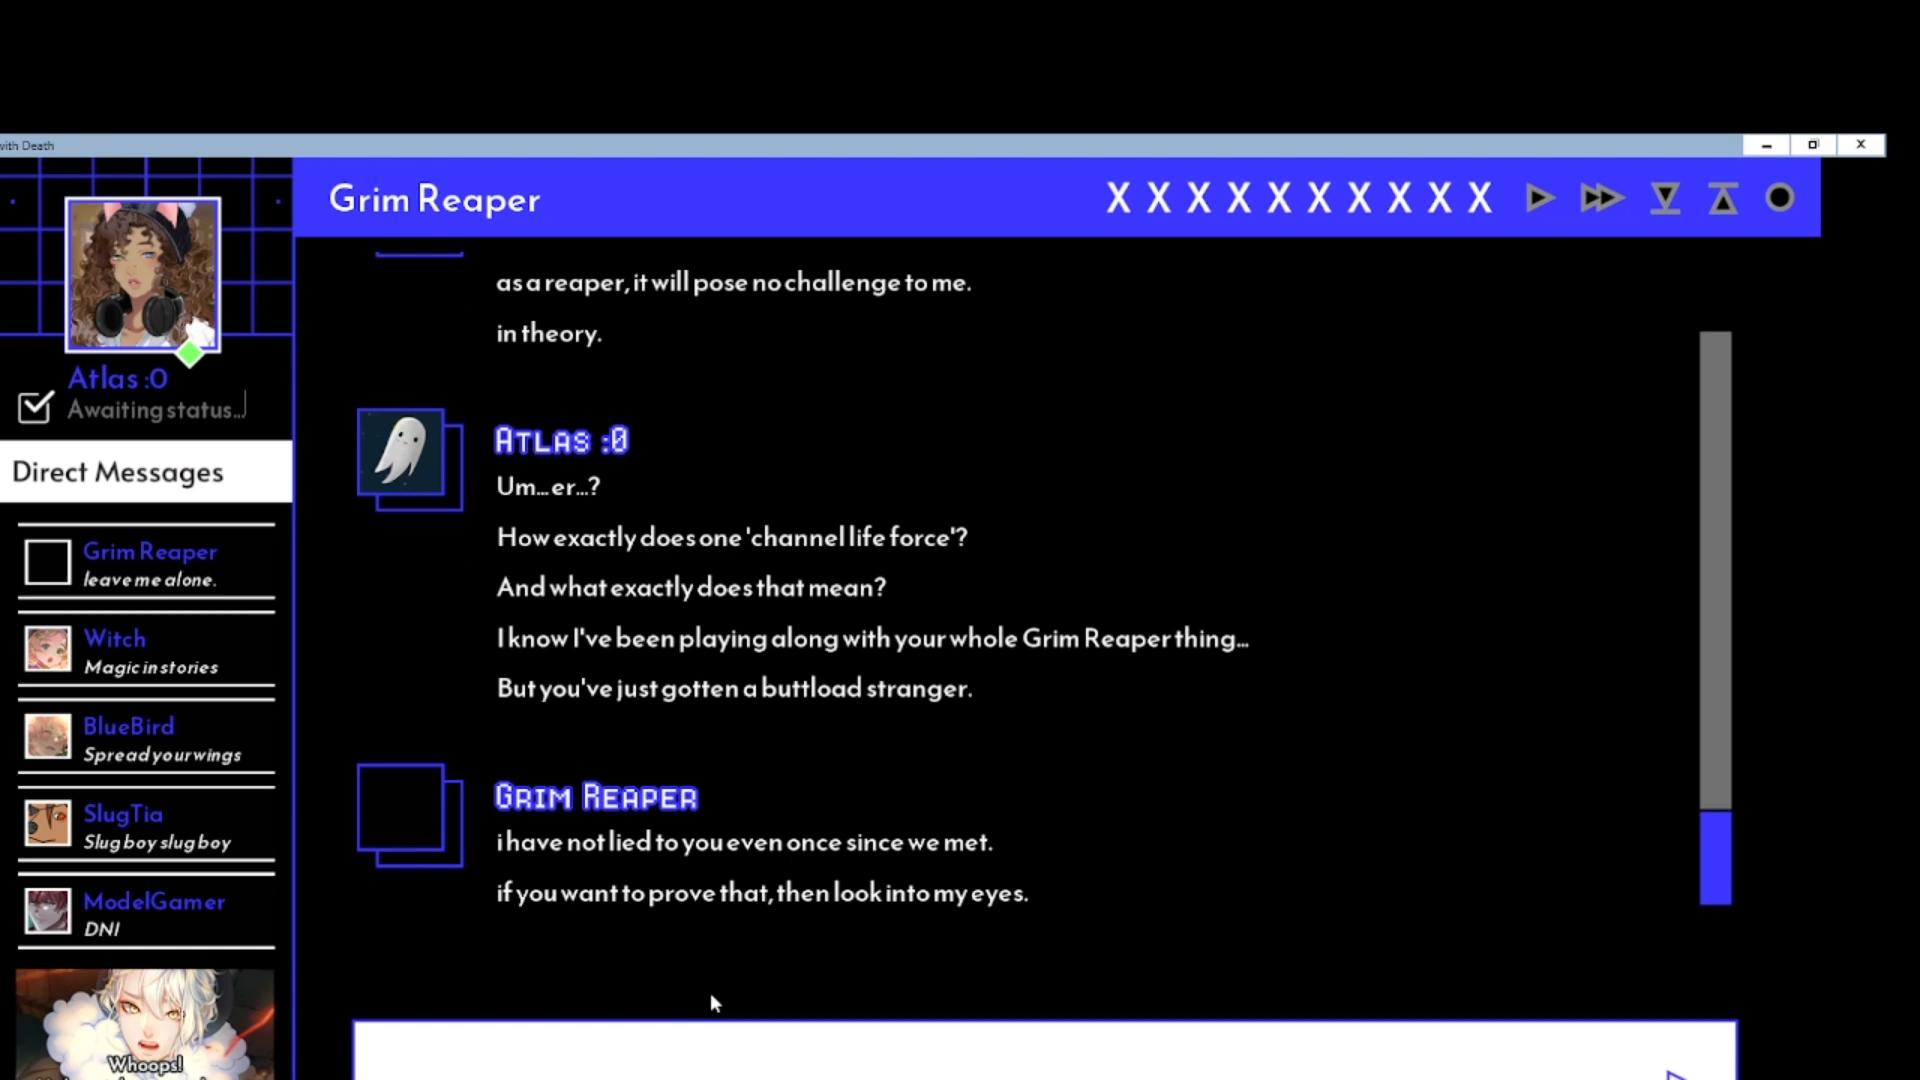 with Death
Grim Reaper
X X X X X X X X X X
as a reaper, it will pose no challenge to me.
in theory.
Atlas :0
Awaiting status...
Direct Messages
Grim Reaper
leave me alone.
Witch
Magic in stories
BlueBird
Spread your wings
SlugTia
Slug boy slug boy
ModelGamer
DNI
Whoops!
Atlas :0
Um...er...?
How exactly does one 'channel life force'?
And what exactly does that mean?
I know I've been playing along with your whole Grim Reaper thing...
But you've just gotten a buttload stranger.
Grim Reaper
i have not lied to you even once since we met.
if you want to prove that, then look into my eyes.